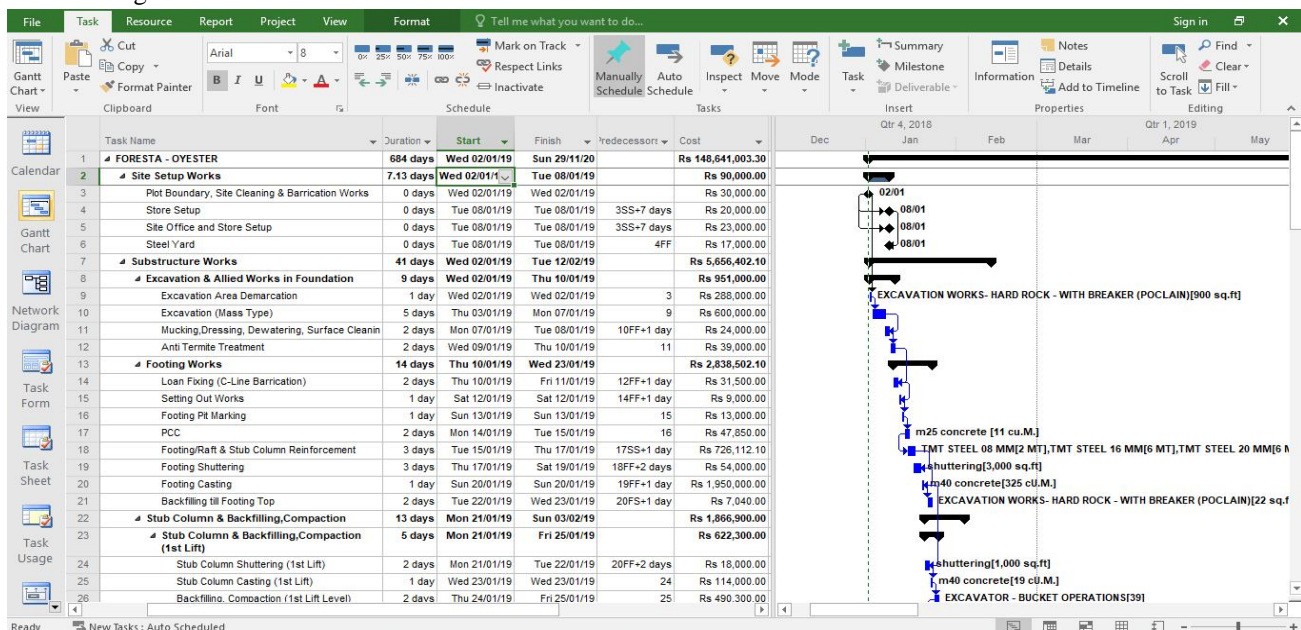 File Task Resource Report Project View Format Tell me what you want to do... Sign in
Gantt Chart
View
Paste
Cut
Copy
Format Painter
Clipboard
Arial 8
B I U A
Font
0% 25% 50% 75% 100%
Mark on Track
Respect Links
Inactivate
Schedule
Manually Schedule
Auto Schedule
Inspect Move Mode
Tasks
Task
Summary
Milestone
Deliverable
Insert
Information
Notes
Details
Add to Timeline
Properties
Scroll to Task
Find
Clear
Fill
Editing
Calendar
Gantt Chart
Network Diagram
Task Form
Task Sheet
Task Usage
Task Name Duration Start Finish Predecessors Cost
1 FORESTA - OYESTER 684 days Wed 02/01/19 Sun 29/11/20 Rs 148,641,003.30
2 Site Setup Works 7.13 days Wed 02/01/1 Tue 08/01/19 Rs 90,000.00
3 Plot Boundary, Site Cleaning & Barrication Works 0 days Wed 02/01/19 Wed 02/01/19 Rs 30,000.00
4 Store Setup 0 days Tue 08/01/19 Tue 08/01/19 3SS+7 days Rs 20,000.00
5 Site Office and Store Setup 0 days Tue 08/01/19 Tue 08/01/19 3SS+7 days Rs 23,000.00
6 Steel Yard 0 days Tue 08/01/19 Tue 08/01/19 4FF Rs 17,000.00
7 Substructure Works 41 days Wed 02/01/19 Tue 12/02/19 Rs 5,656,402.10
8 Excavation & Allied Works in Foundation 9 days Wed 02/01/19 Thu 10/01/19 Rs 951,000.00
9 Excavation Area Demarcation 1 day Wed 02/01/19 Wed 02/01/19 3 Rs 288,000.00
10 Excavation (Mass Type) 5 days Thu 03/01/19 Mon 07/01/19 9 Rs 600,000.00
11 Mucking,Dressing, Dewatering, Surface Cleanin 2 days Mon 07/01/19 Tue 08/01/19 10FF+1 day Rs 24,000.00
12 Anti Termite Treatment 2 days Wed 09/01/19 Thu 10/01/19 11 Rs 39,000.00
13 Footing Works 14 days Thu 10/01/19 Wed 23/01/19 Rs 2,838,502.10
14 Loan Fixing (C-Line Barrication) 2 days Thu 10/01/19 Fri 11/01/19 12FF+1 day Rs 31,500.00
15 Setting Out Works 1 day Sat 12/01/19 Sat 12/01/19 14FF+1 day Rs 9,000.00
16 Footing Pit Marking 1 day Sun 13/01/19 Sun 13/01/19 15 Rs 13,000.00
17 PCC 2 days Mon 14/01/19 Tue 15/01/19 16 Rs 47,850.00
18 Footing/Raft & Stub Column Reinforcement 3 days Tue 15/01/19 Thu 17/01/19 17SS+1 day Rs 726,112.10
19 Footing Shuttering 3 days Thu 17/01/19 Sat 19/01/19 18FF+2 days Rs 54,000.00
20 Footing Casting 1 day Sun 20/01/19 Sun 20/01/19 19FF+1 day Rs 1,950,000.00
21 Backfilling till Footing Top 2 days Tue 22/01/19 Wed 23/01/19 20FS+1 day Rs 7,040.00
22 Stub Column & Backfilling,Compaction 13 days Mon 21/01/19 Sun 03/02/19 Rs 1,866,900.00
23 Stub Column & Backfilling,Compaction (1st Lift) 5 days Mon 21/01/19 Fri 25/01/19 Rs 622,300.00
24 Stub Column Shuttering (1st Lift) 2 days Mon 21/01/19 Tue 22/01/19 20FF+2 days Rs 18,000.00
25 Stub Column Casting (1st Lift) 1 day Wed 23/01/19 Wed 23/01/19 24 Rs 114,000.00
26 Backfilling, Compaction (1st Lift Level) 2 days Thu 24/01/19 Fri 25/01/19 25 Rs 490,300.00
Qtr 4, 2018 Qtr 1, 2019
Dec Jan Feb Mar Apr May
02/01
08/01
08/01
08/01
EXCAVATION WORKS- HARD ROCK - WITH BREAKER (POCLAIN)[900 sq.ft]
m25 concrete [11 cu.M.]
TMT STEEL 08 MM[2 MT],TMT STEEL 16 MM[6 MT],TMT STEEL 20 MM[6 M
shuttering[3,000 sq.ft]
m40 concrete[325 cU.M.]
EXCAVATION WORKS- HARD ROCK - WITH BREAKER (POCLAIN)[22 sq.f
shuttering[1,000 sq.ft]
m40 concrete[19 cU.M.]
EXCAVATOR - BUCKET OPERATIONS[39]
Ready New Tasks : Auto Scheduled